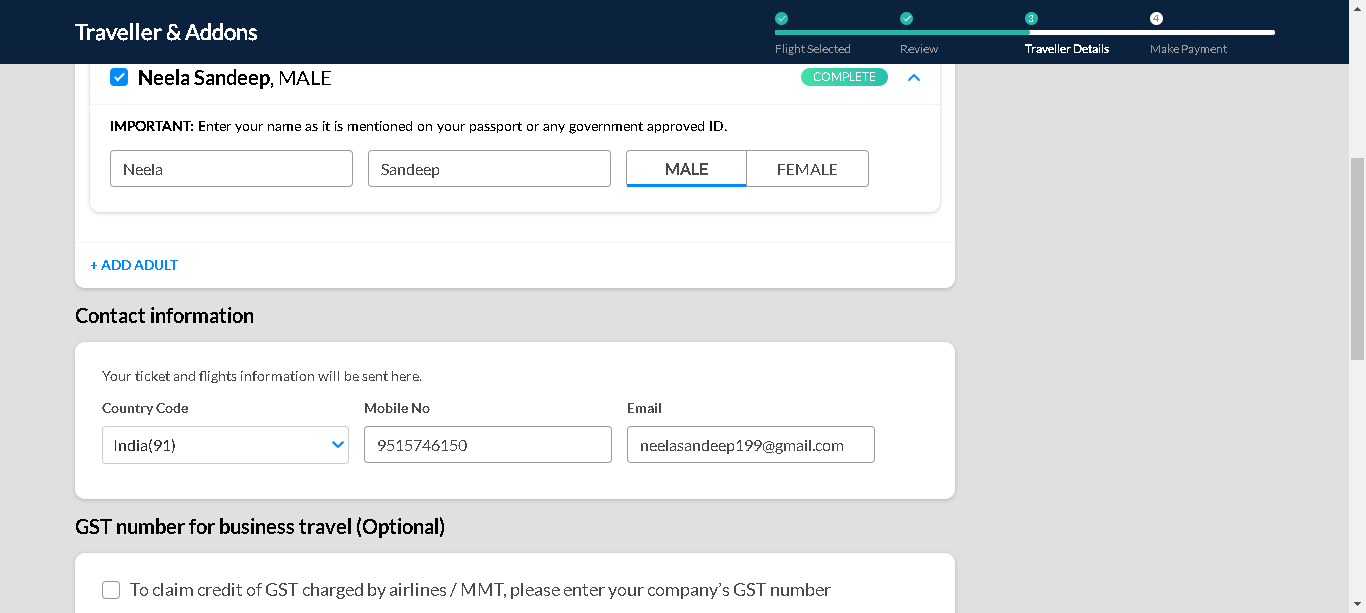 Traveller & Addons
Flight Selected
Review
3
Traveller Details
4
Make Payment
Neela Sandeep, MALE
COMPLETE
IMPORTANT: Enter your name as it is mentioned on your passport or any government approved ID.
Neela
Sandeep
MALE
FEMALE
+ ADD ADULT
Contact information
Your ticket and flights information will be sent here.
Country Code
Mobile No
Email
India(91)
9515746150
neelasandeep199@gmail.com
GST number for business travel (Optional)
To claim credit of GST charged by airlines / MMT, please enter your company’s GST number